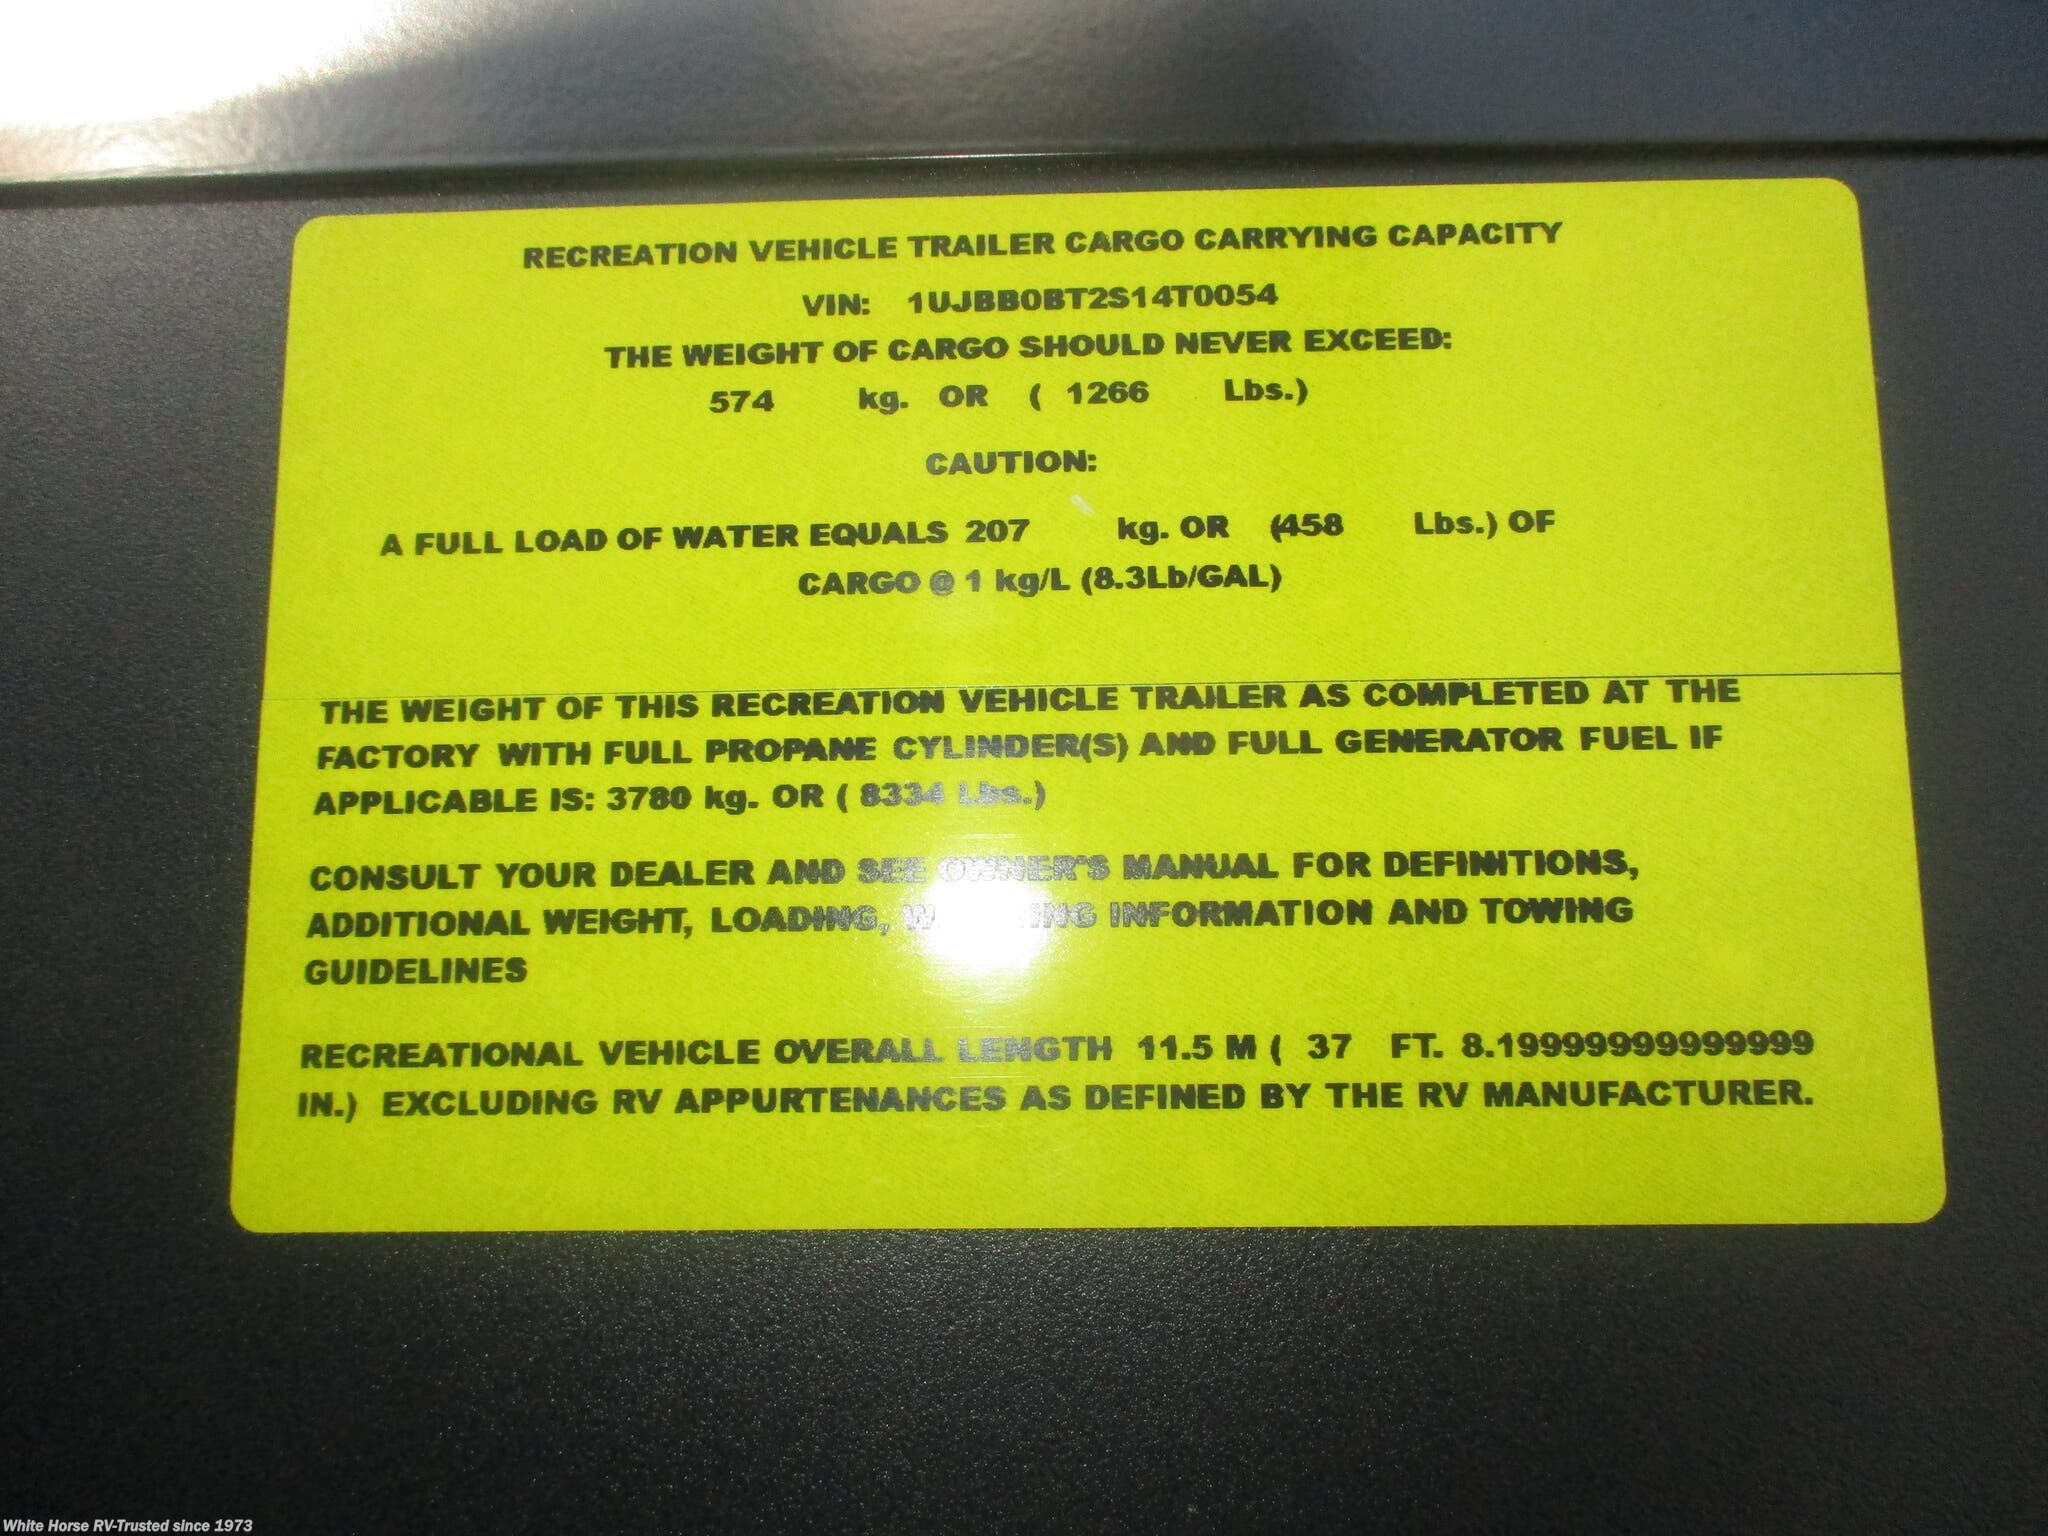 RECREATION VEHICLE TRAILER CARGO CARRYING CAPACITY
VIN: 1UJBB0BT2S14T0054
THE WEIGHT OF CARGO SHOULD NEVER EXCEED:
574 kg. OR ( 1266 Lbs.)
CAUTION:
A FULL LOAD OF WATER EQUALS 207 kg. OR (458 Lbs.) OF
CARGO @ 1 kg/L (8.3Lb/GAL)
THE WEIGHT OF THIS RECREATION VEHICLE TRAILER AS COMPLETED AT THE
FACTORY WITH FULL PROPANE CYLINDER(S) AND FULL GENERATOR FUEL IF
APPLICABLE IS: 3780 kg. OR ( 8334 Lbs.)
CONSULT YOUR DEALER AND SEE OWNER'S MANUAL FOR DEFINITIONS,
ADDITIONAL WEIGHT, LOADING, INFORMATION AND TOWING
GUIDELINES
RECREATIONAL VEHICLE OVERALL LENGTH 11.5 M ( 37 FT. 8.19999999999999
IN.) EXCLUDING RV APPURTENANCES AS DEFINED BY THE RV MANUFACTURER.
White Horse RV-Trusted since 1973